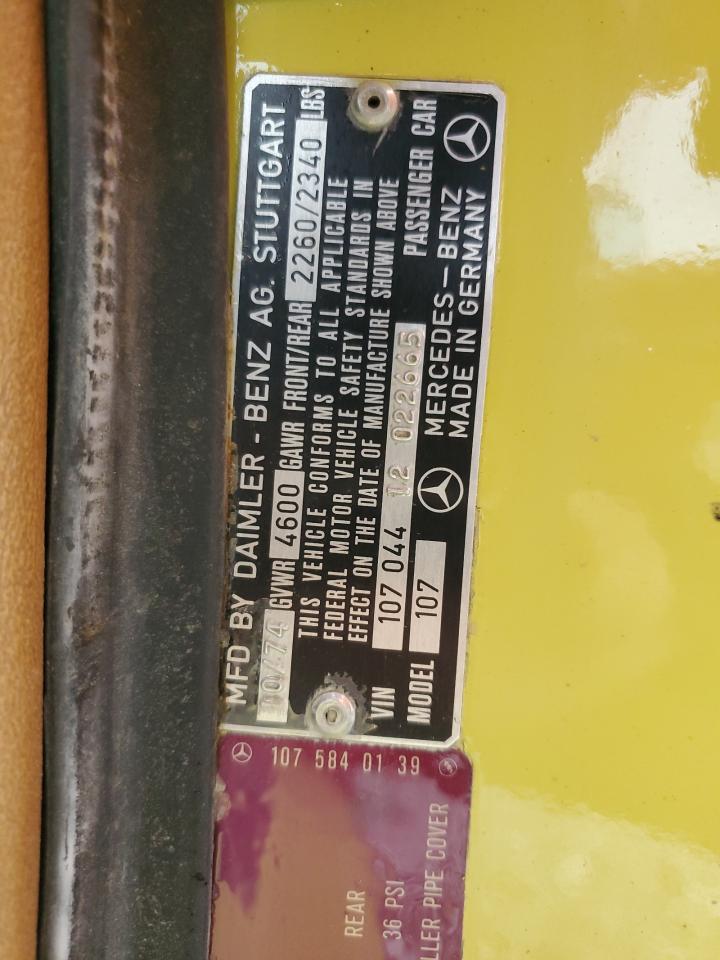 MFD BY DAIMLER - BENZ AG. STUTTGART
10/74 GVWR 4600 GAWR FRONT/REAR 2260/2340 LBS
THIS VEHICLE CONFORMS TO ALL APPLICABLE
FEDERAL MOTOR VEHICLE SAFETY STANDARDS IN
EFFECT ON THE DATE OF MANUFACTURE SHOWN ABOVE
VIN 107 044 12 022665 PASSENGER CAR
MODEL 107 MERCEDES-BENZ
MADE IN GERMANY
107 584 01 39
REAR
36 PSI
LLER PIPE COVER